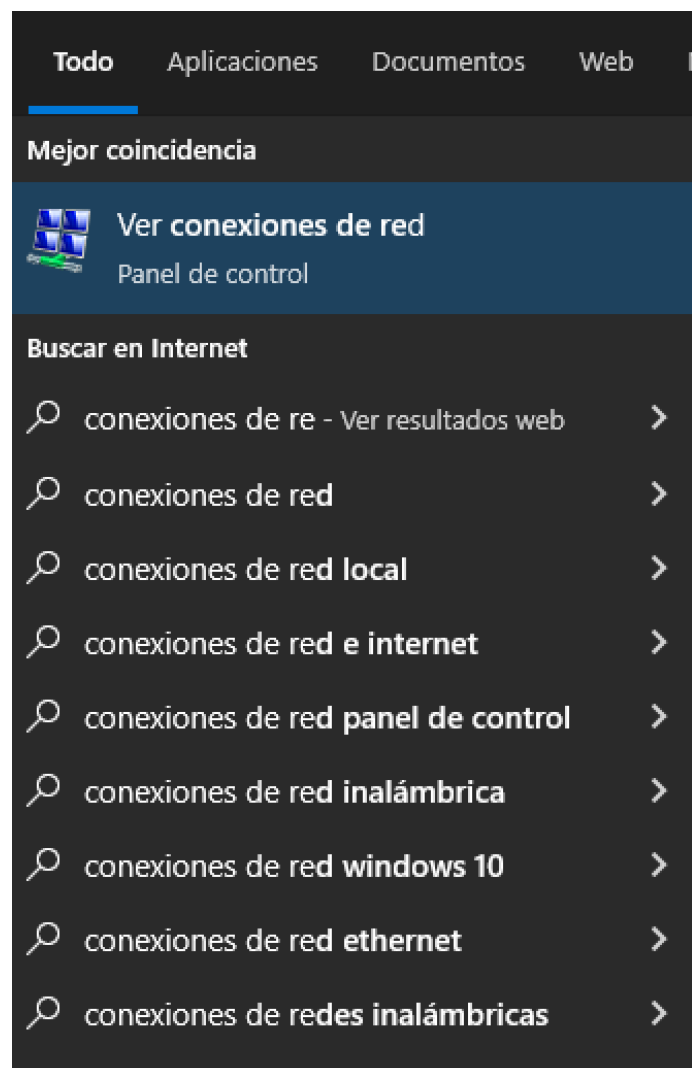 Todo Aplicaciones Documentos Web
Mejor coincidencia
Ver conexiones de red
Panel de control
Buscar en Internet
conexiones de re - Ver resultados web
conexiones de red
conexiones de red local
conexiones de red e internet
conexiones de red panel de control
conexiones de red inalámbrica
conexiones de red windows 10
conexiones de red ethernet
conexiones de redes inalámbricas